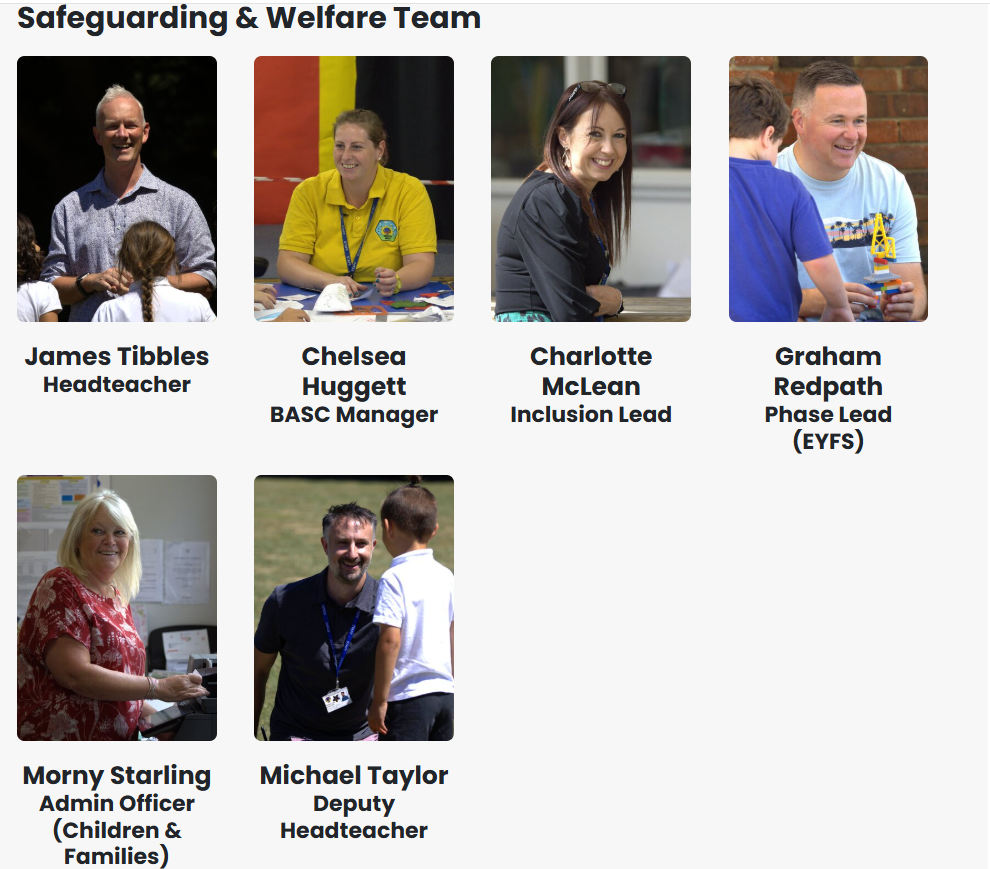 Safeguarding & Welfare Team
James Tibbles
Headteacher
Chelsea
Huggett
BASC Manager
Charlotte
McLean
Inclusion Lead
Graham
Redpath
Phase Lead
(EYFS)
Morny Starling
Admin Officer
(Children &
Families)
Michael Taylor
Deputy
Headteacher